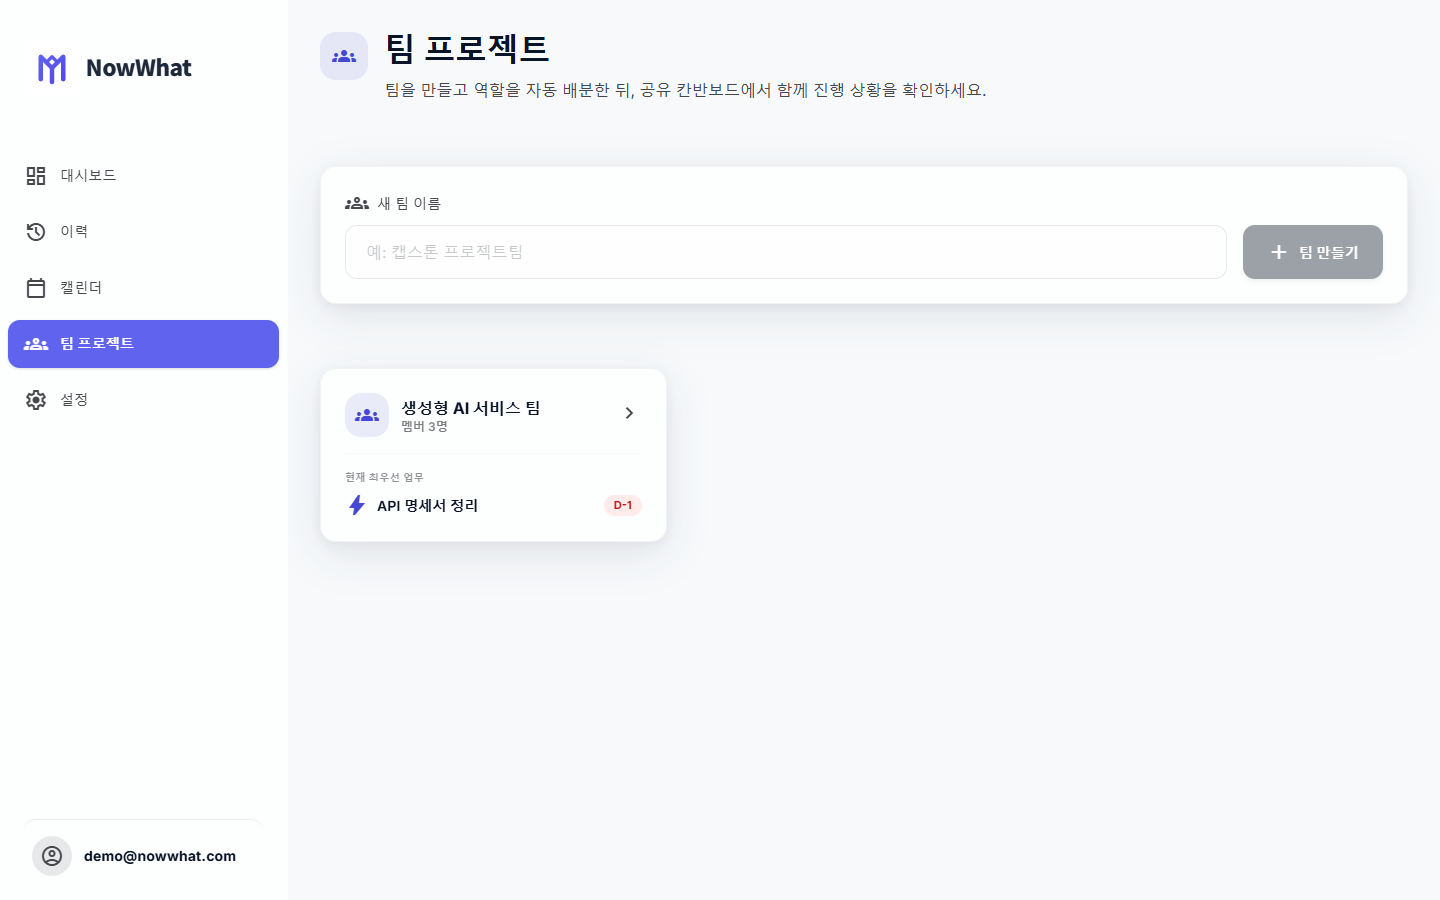 NowWhat
대시보드
이력
캘린더
팀 프로젝트
설정
demo@nowwhat.com
팀 프로젝트
팀을 만들고 역할을 자동 배분한 뒤, 공유 칸반보드에서 함께 진행 상황을 확인하세요.
새 팀 이름
예: 캡스톤 프로젝트팀
팀 만들기
생성형 AI 서비스 팀
멤버 3명
현재 최우선 업무
API 명세서 정리
D-1